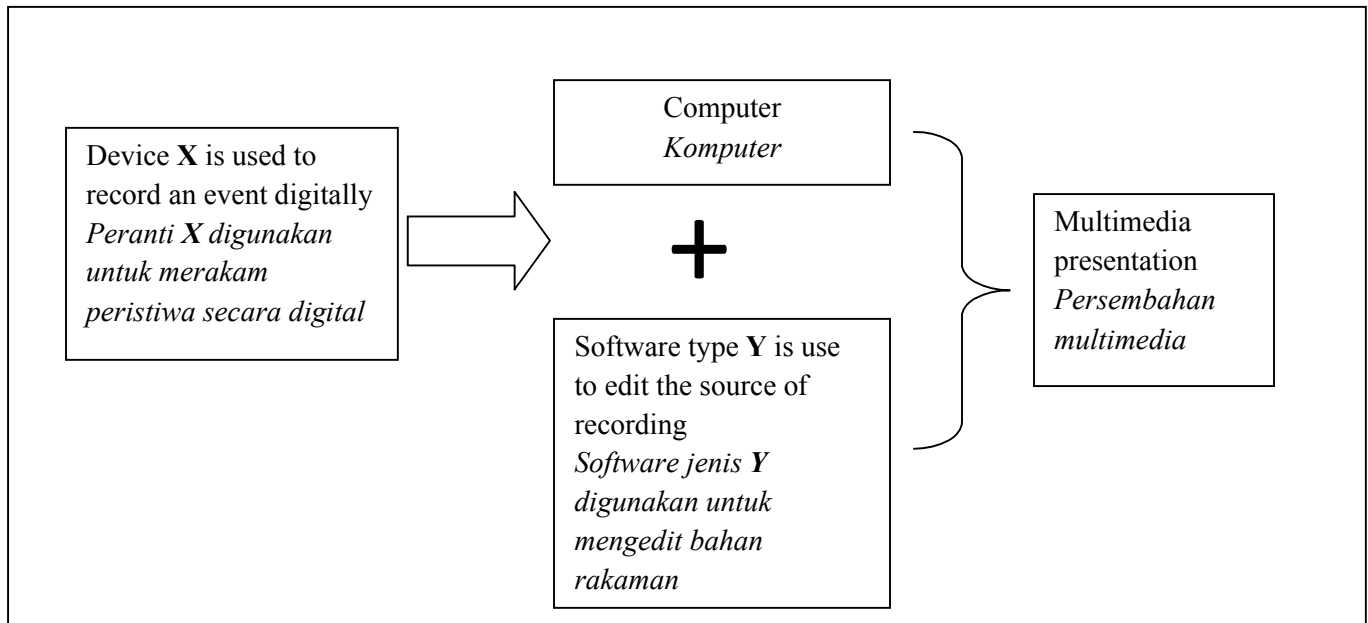 Device X is used to
record an event digitally
Peranti X digunakan
untuk merakam
peristiwa secara digital
Computer
Komputer
+
Software type Y is use
to edit the source of
recording
Software jenis Y
digunakan untuk
mengedit bahan
rakaman
Multimedia
presentation
Persembahan
multimedia